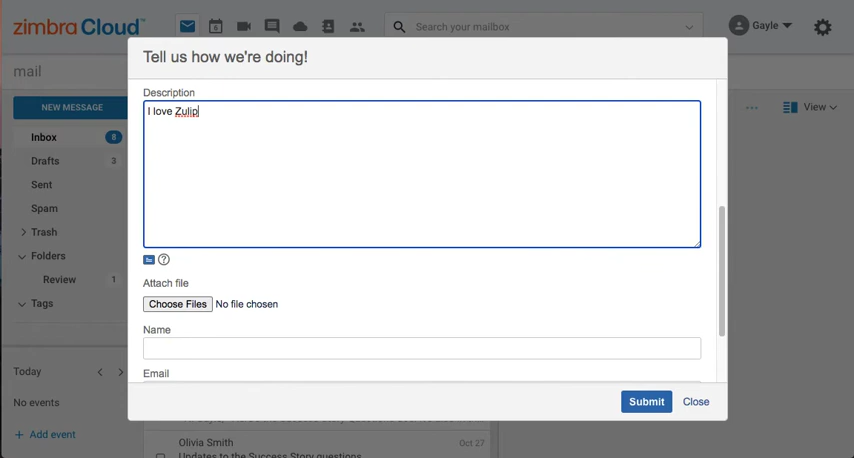 zimbra Cloud
6
Search your mailbox
Gayle
mail
Tell us how we're doing!
NEW MESSAGE
View
Description
I love Zulip
Inbox 8
Drafts 3
Sent
Spam
Trash
Folders
Review 1
Attach file
Choose Files No file chosen
Tags
Name
Email
Today
No events
Submit Close
+ Add event
Olivia Smith Oct 27
Updates to the Success Story questions